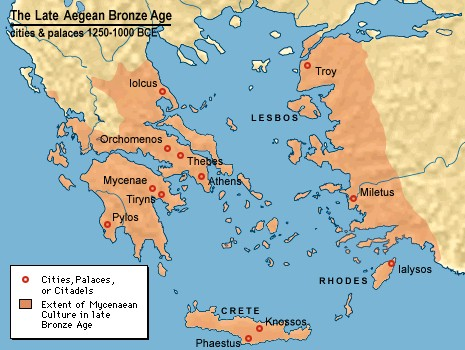 The Late Aegean Bronze Age
cities & palaces 1250-1000 BCE
Troy
Iolcus
LESBOS
Orchomenos
Thebes
Mycenae
Athens
Tiryns
Miletus
Pylos
Ialysos
RHODES
Cities, Palaces,
or Citadels
Extent of Mycenaean
Culture in late
Bronze Age
CRETE
Knossos
Phaestus